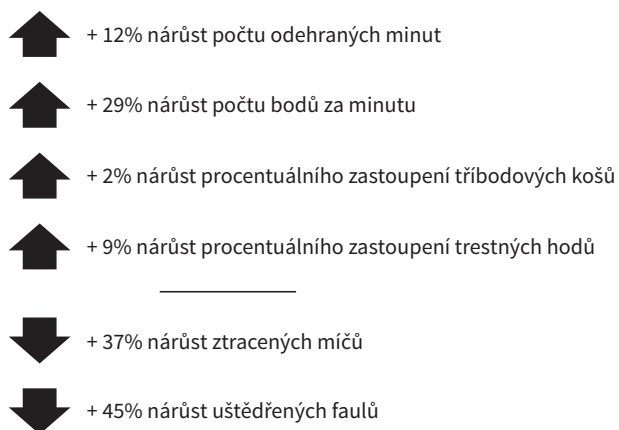 + 12% nárůst počtu odehraných minut
+ 29% nárůst počtu bodů za minutu
+ 2% nárůst procentuálního zastoupení tříbodových košů
+ 9% nárůst procentuálního zastoupení trestných hodů
+ 37% nárůst ztracených míčů
+ 45% nárůst uštědřených faulů